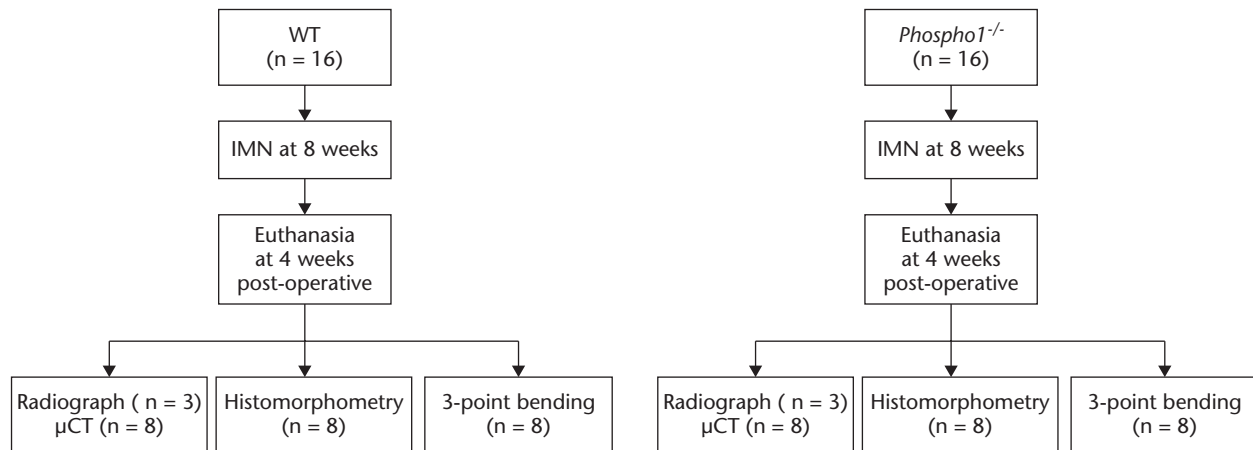 WT
(n = 16)
IMN at 8 weeks
Euthanasia
at 4 weeks
post-operative
Radiograph ( n = 3)
µCT (n = 8)
Histomorphometry
(n = 8)
3-point bending
(n = 8)
Phospho1-/-
(n = 16)
IMN at 8 weeks
Euthanasia
at 4 weeks
post-operative
Radiograph ( n = 3)
µCT (n = 8)
Histomorphometry
(n = 8)
3-point bending
(n = 8)